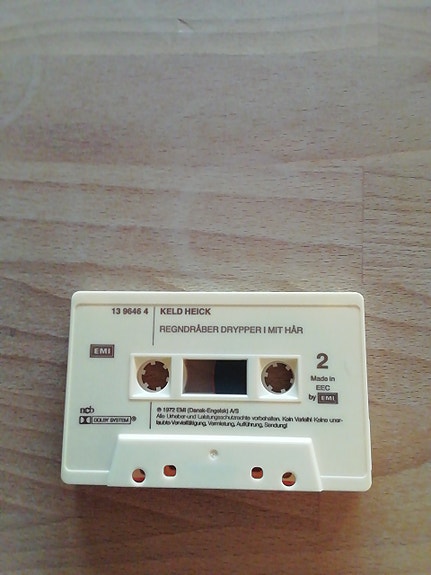 13 9646 4 KELD HEICK
REGNDRÅBER DRYPPER I MIT HÅR
EMI
2
Made in
EEC
by EMI
℗ 1972 EMI (Dansk-Engelsk) A/S
Alle Urheber- und Leistungsschutzrechte vorbehalten. Kein Verleih! Keine uner-
laubte Vervielfältigung, Vermietung, Aufführung, Sendung!
ncb
DOLBY SYSTEM